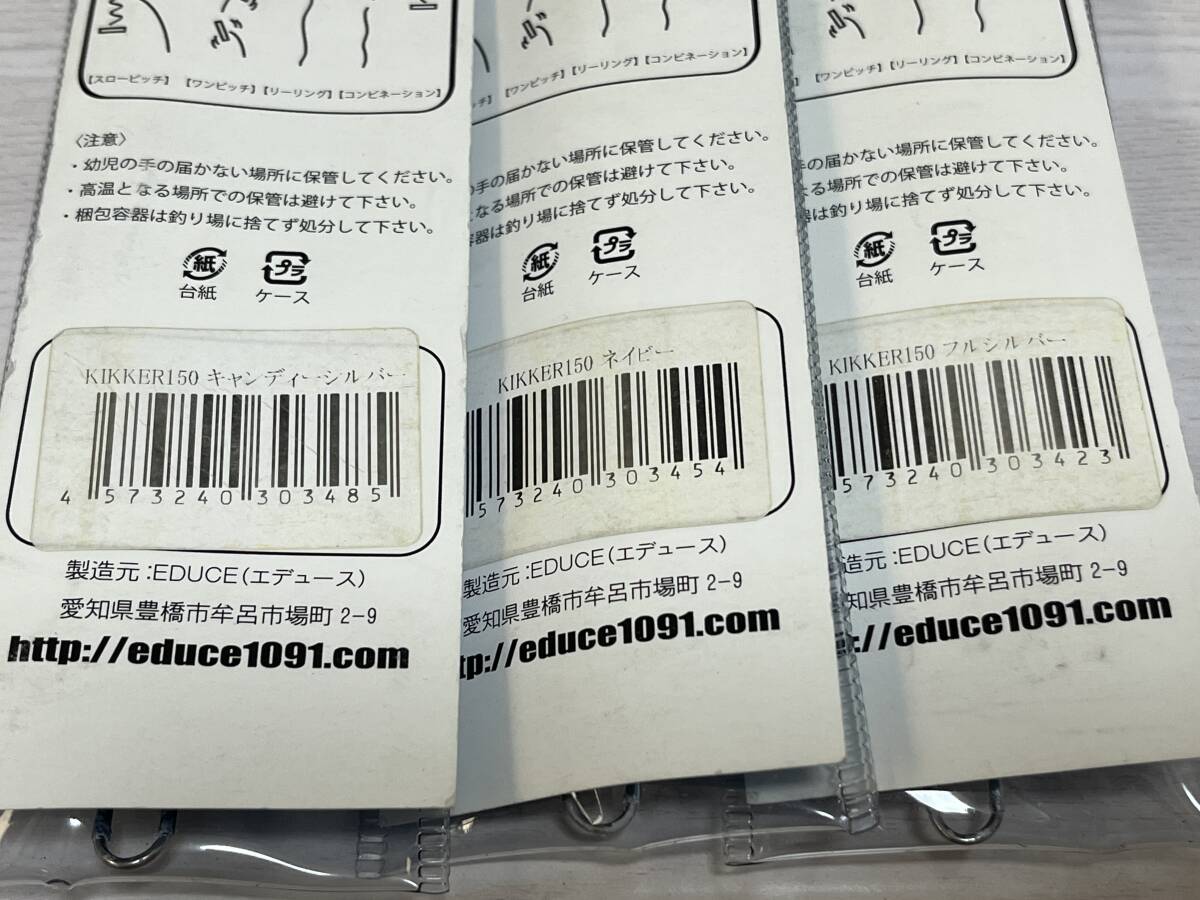 【スローピッチ】 【ワンピッチ】【リーリング】【コンビネーション】
〈注意〉
・幼児の手の届かない場所に保管してください。
・高温となる場所での保管は避けて下さい。
・梱包容器は釣り場に捨てず処分して下さい。
紙 プラ
台紙 ケース
KIKKER150 キャンディーシルバー
4 573240 303485
製造元:EDUCE(エデュース)
愛知県豊橋市牟呂市場町 2-9
http://educe1091.com
チ】【ワンピッチ】【リーリング】【コンビネーション】
の手の届かない場所に保管してください。
となる場所での保管は避けて下さい。
容器は釣り場に捨てず処分して下さい。
紙 プラ
台紙 ケース
KIKKER150 ネイビー
573240 303454
製造元:EDUCE(エデュース)
愛知県豊橋市牟呂市場町 2-9
tp://educe1091.com
【ワンピッチ】【リーリング】【コンビネーション】
手の届かない場所に保管してください。
なる場所での保管は避けて下さい。
器は釣り場に捨てず処分して下さい。
紙 プラ
台紙 ケース
KIKKER150 フルシルバー
573240 303423
造元:EDUCE(エデュース)
知県豊橋市牟呂市場町 2-9
://educe1091.com